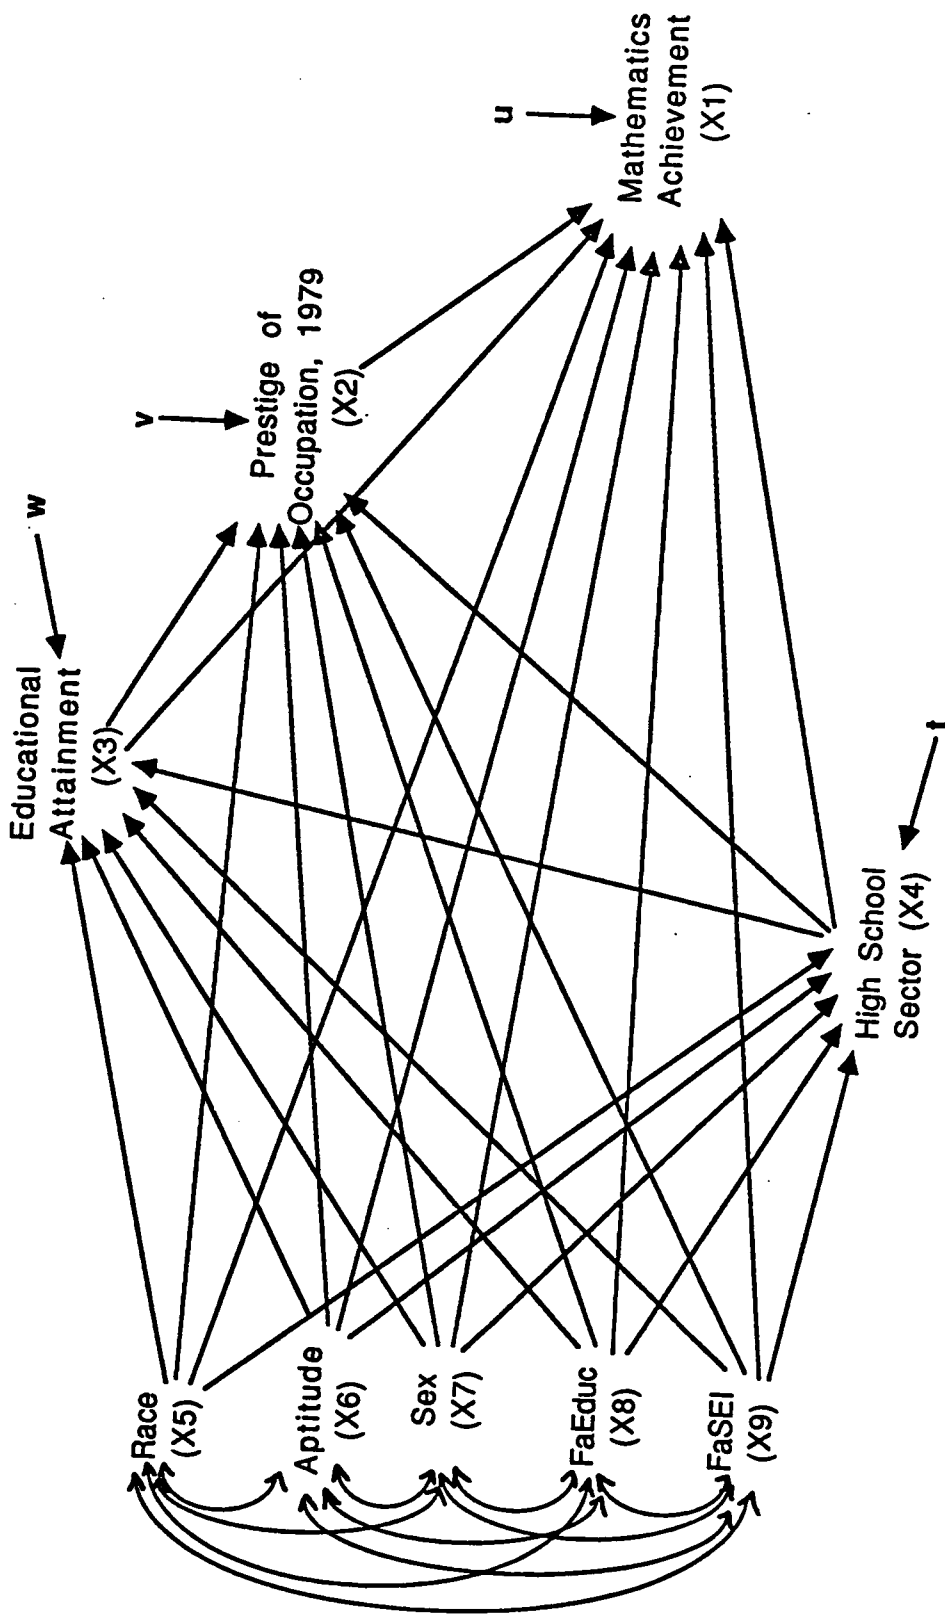 Race
(X5)
Aptitude
(X6)
Sex
(X7)
FaEduc
(X8)
FaSEI
(X9)
Educational
Attainment
(X3)
w
High School
Sector (X4)
t
Prestige of
Occupation, 1979
(X2)
v
Mathematics
Achievement
(X1)
u